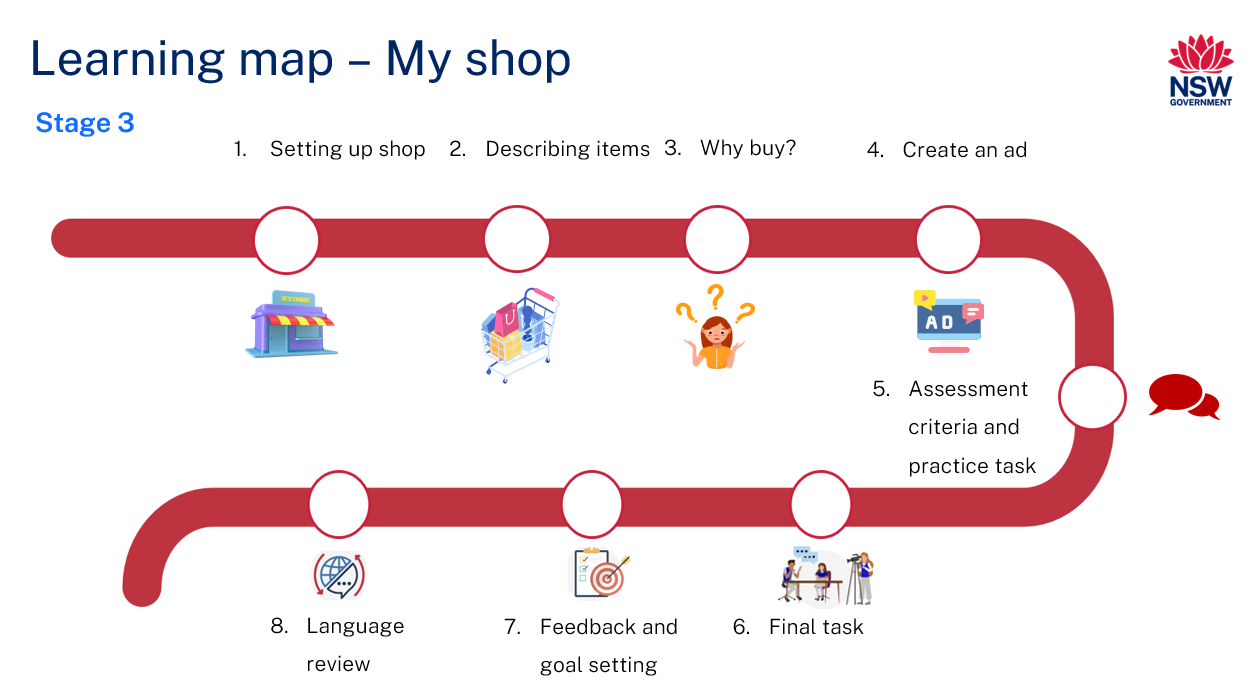 Learning map – My shop
NSW
GOVERNMENT
Stage 3
1. Setting up shop
2. Describing items
3. Why buy?
4. Create an ad
STORE
AD
5. Assessment
criteria and
practice task
8. Language
review
7. Feedback and
goal setting
6. Final task